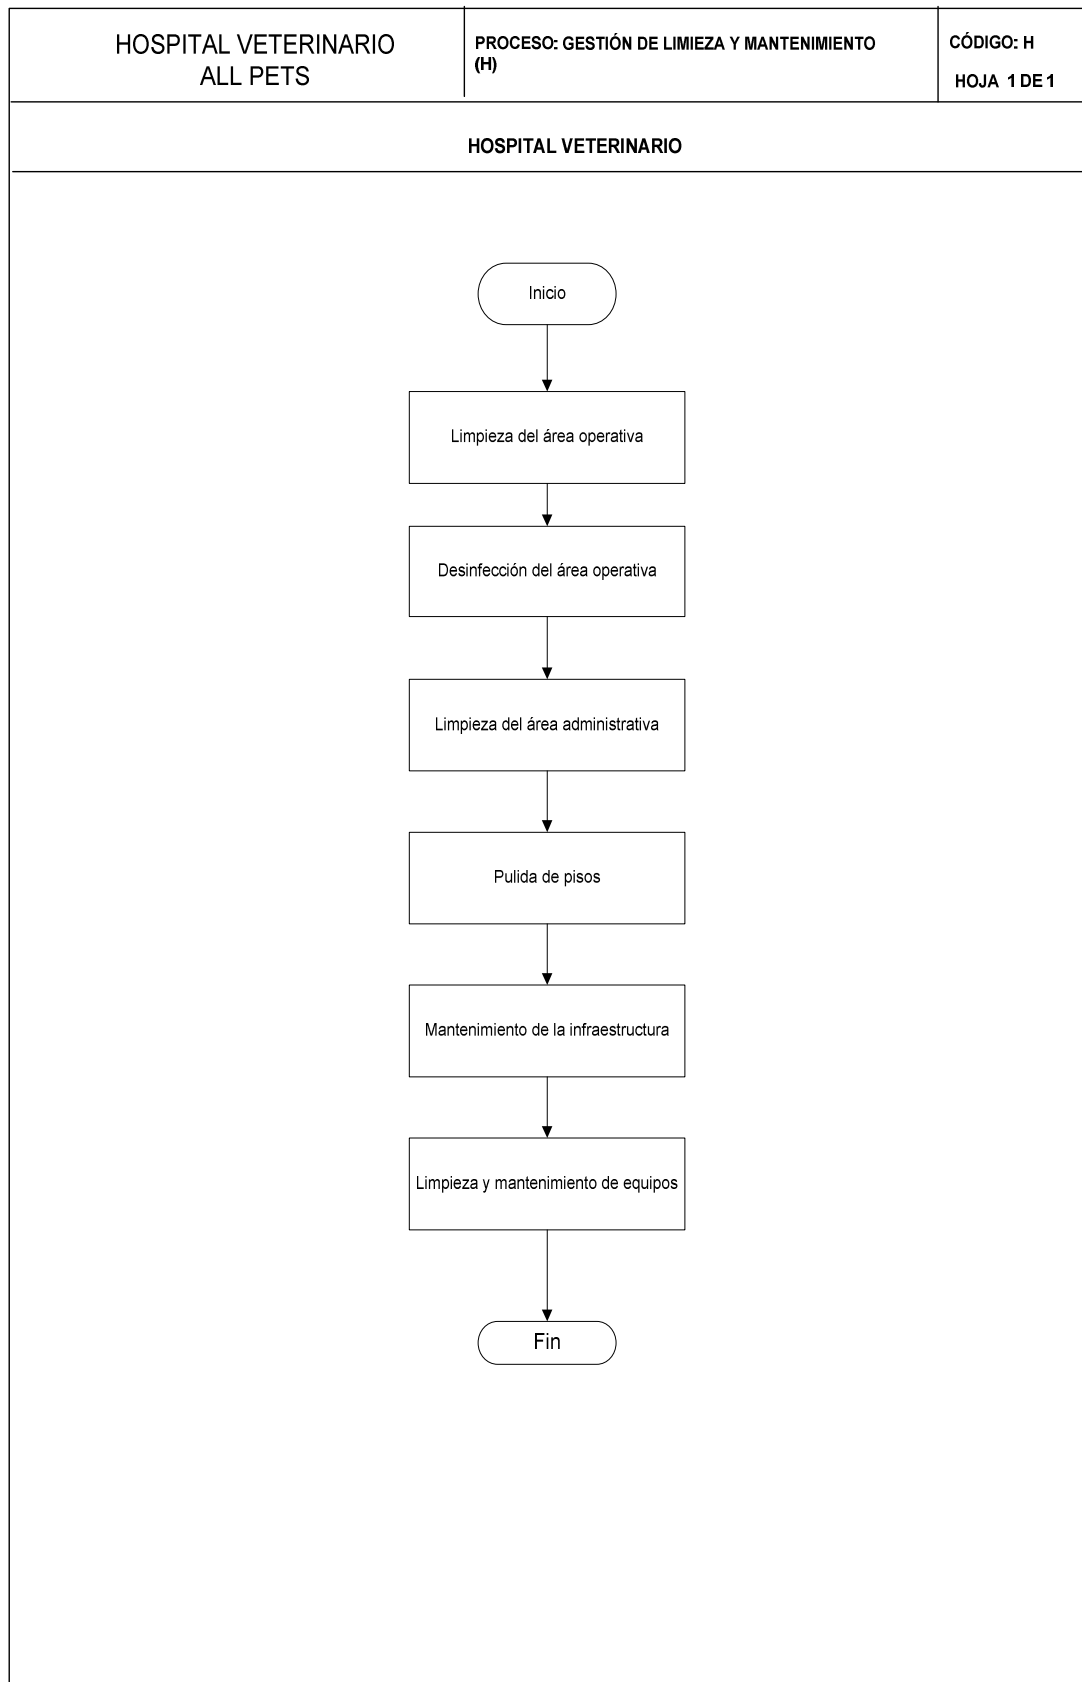 HOSPITAL VETERINARIO
ALL PETS
PROCESO: GESTIÓN DE LIMIEZA Y MANTENIMIENTO
(H)
CÓDIGO: H
HOJA 1 DE 1
HOSPITAL VETERINARIO
Inicio
Limpieza del área operativa
Desinfección del área operativa
Limpieza del área administrativa
Pulida de pisos
Mantenimiento de la infraestructura
Limpieza y mantenimiento de equipos
Fin